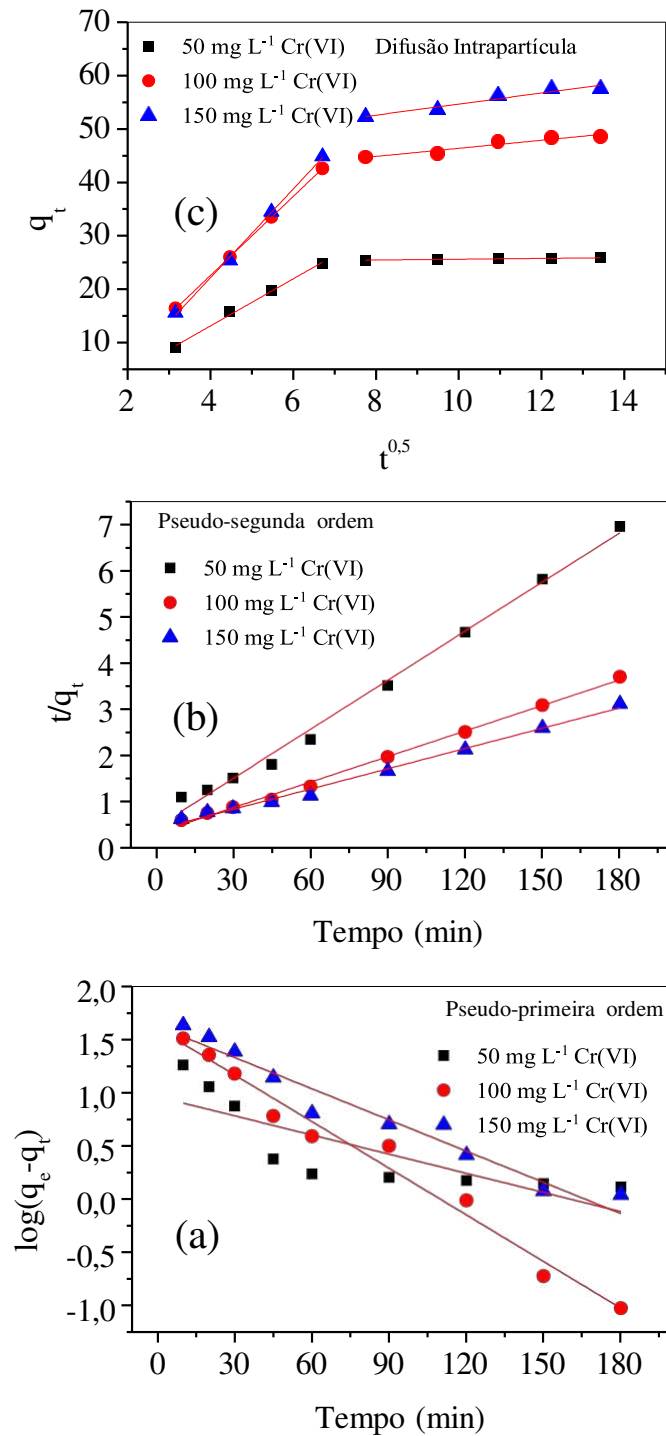 70
60
50
40
30
20
10
q_t
50 mg L⁻¹ Cr(VI) Difusão Intrapartícula
100 mg L⁻¹ Cr(VI)
150 mg L⁻¹ Cr(VI)
(c)
2 4 6 8 10 12 14
t^0,5
7
6
5
4
3
2
1
0
t/q_t
Pseudo-segunda ordem
50 mg L⁻¹ Cr(VI)
100 mg L⁻¹ Cr(VI)
150 mg L⁻¹ Cr(VI)
(b)
0 30 60 90 120 150 180
Tempo (min)
2,0
1,5
1,0
0,5
0,0
-0,5
-1,0
log(q_e-q_t)
Pseudo-primeira ordem
50 mg L⁻¹ Cr(VI)
100 mg L⁻¹ Cr(VI)
150 mg L⁻¹ Cr(VI)
(a)
0 30 60 90 120 150 180
Tempo (min)